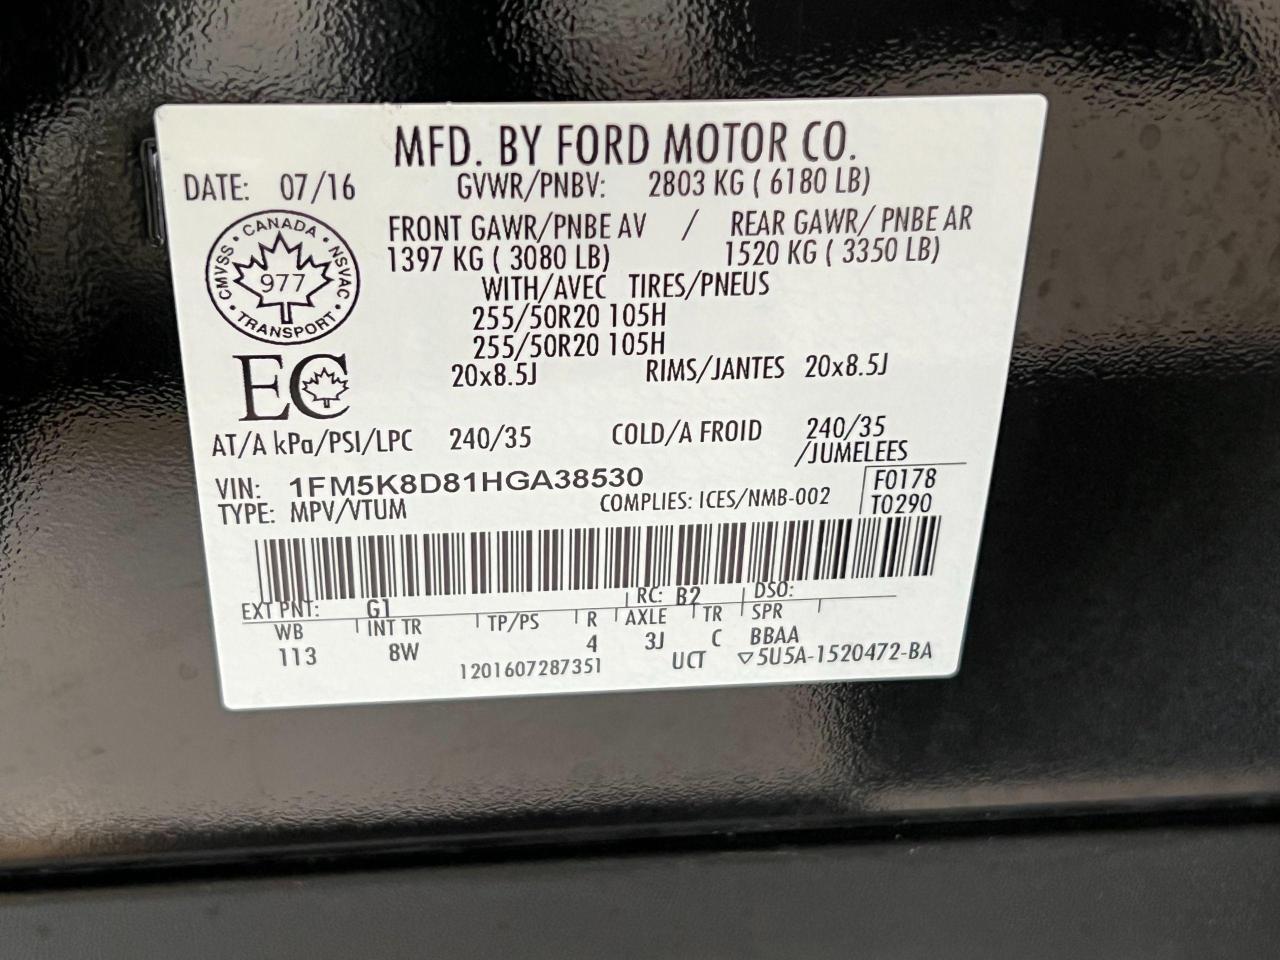 MFD. BY FORD MOTOR CO.
DATE: 07/16
GVWR/PNBV: 2803 KG ( 6180 LB)
FRONT GAWR/PNBE AV / REAR GAWR/ PNBE AR
1397 KG ( 3080 LB) 1520 KG ( 3350 LB)
WITH/AVEC TIRES/PNEUS
255/50R20 105H
255/50R20 105H
20x8.5J RIMS/JANTES 20x8.5J
CMVSS • CANADA • NSVAC • TRANSPORT •
977
EC
AT/A kPa/PSI/LPC 240/35 COLD/A FROID 240/35
/JUMELEES
VIN: 1FM5K8D81HGA38530
F0178
TYPE: MPV/VTUM COMPLIES: ICES/NMB-002
T0290
EXT PNT: G1 RC: B2 DSO:
WB INT TR TP/PS R AXLE TR SPR
113 8W 4 3J C BBAA
1201607287351 UCT ▽5U5A-1520472-BA